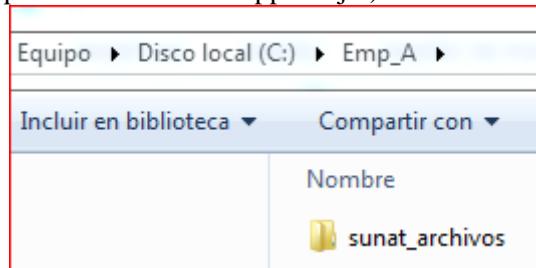 Equipo ▸ Disco local (C:) ▸ Emp_A ▸
Incluir en biblioteca ▾ Compartir con ▾
Nombre
sunat_archivos